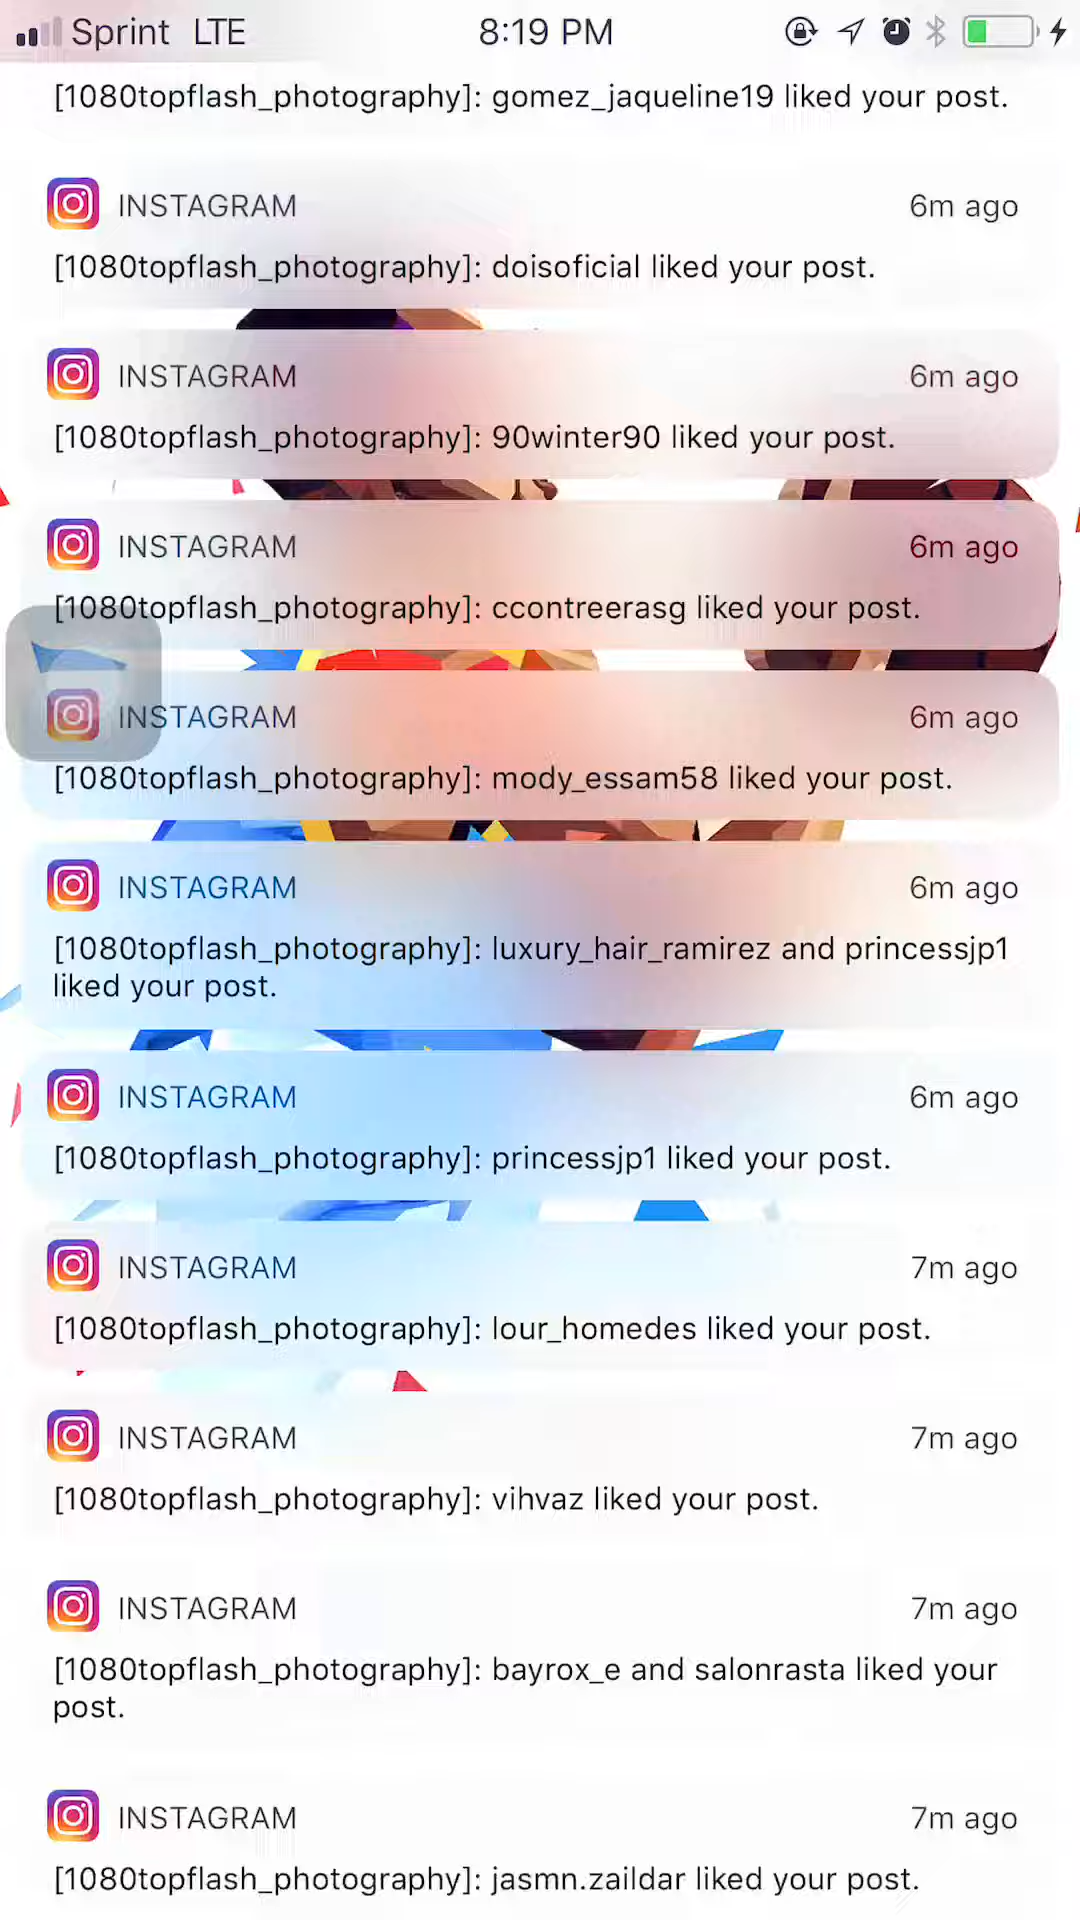 Sprint LTE 8:19 PM
[1080topflash_photography]: gomez_jaqueline19 liked your post.
INSTAGRAM 6m ago
[1080topflash_photography]: doisoficial liked your post.
INSTAGRAM 6m ago
[1080topflash_photography]: 90winter90 liked your post.
INSTAGRAM 6m ago
[1080topflash_photography]: ccontreerasg liked your post.
INSTAGRAM 6m ago
[1080topflash_photography]: mody_essam58 liked your post.
INSTAGRAM 6m ago
[1080topflash_photography]: luxury_hair_ramirez and princessjp1
liked your post.
INSTAGRAM 6m ago
[1080topflash_photography]: princessjp1 liked your post.
INSTAGRAM 7m ago
[1080topflash_photography]: lour_homedes liked your post.
INSTAGRAM 7m ago
[1080topflash_photography]: vihvaz liked your post.
INSTAGRAM 7m ago
[1080topflash_photography]: bayrox_e and salonrasta liked your
post.
INSTAGRAM 7m ago
[1080topflash_photography]: jasmn.zaildar liked your post.